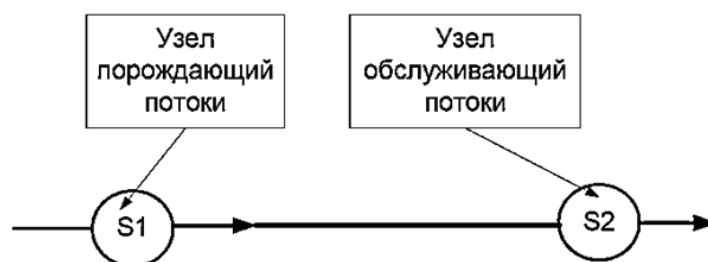 Узел
порождающий
потоки
Узел
обслуживающий
потоки
S1
S2